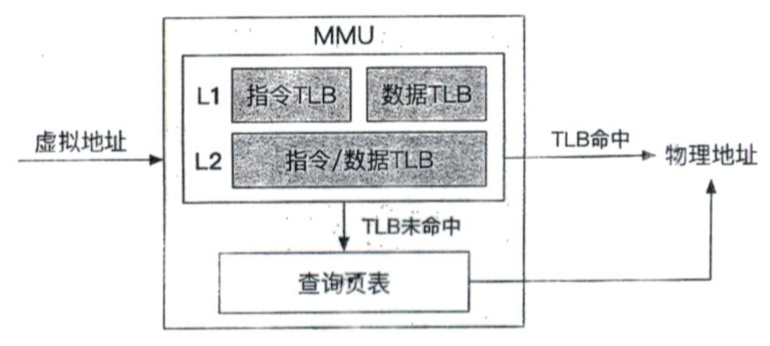 MMU
L1 指令TLB 数据TLB
虚拟地址
L2 指令/数据TLB
TLB命中
物理地址
TLB未命中
查询页表